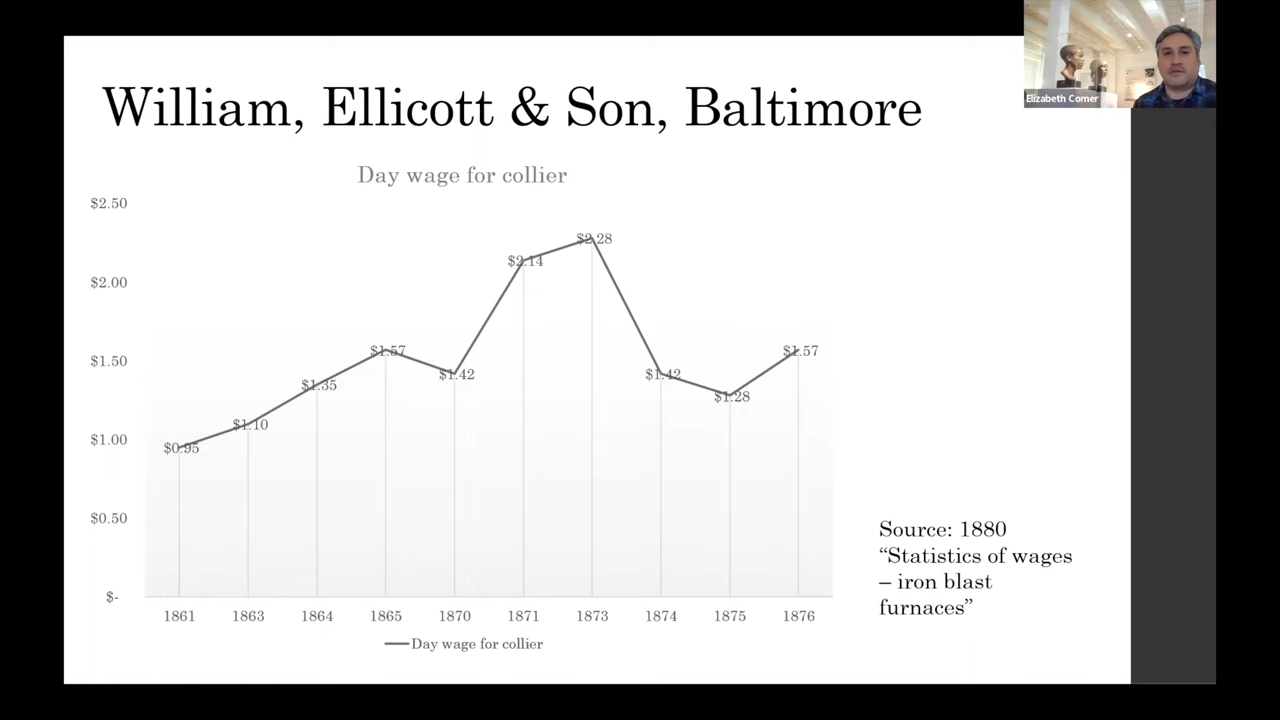 William, Ellicott & Son, Baltimore
Elizabeth Comer
Day wage for collier
$2.50
$2.00
$1.50
$1.00
$0.50
$-
$0.95
$1.10
$1.35
$1.57
$1.42
$2.14
$2.28
$1.42
$1.28
$1.57
1861 1863 1864 1865 1870 1871 1873 1874 1875 1876
Day wage for collier
Source: 1880
“Statistics of wages
– iron blast
furnaces”